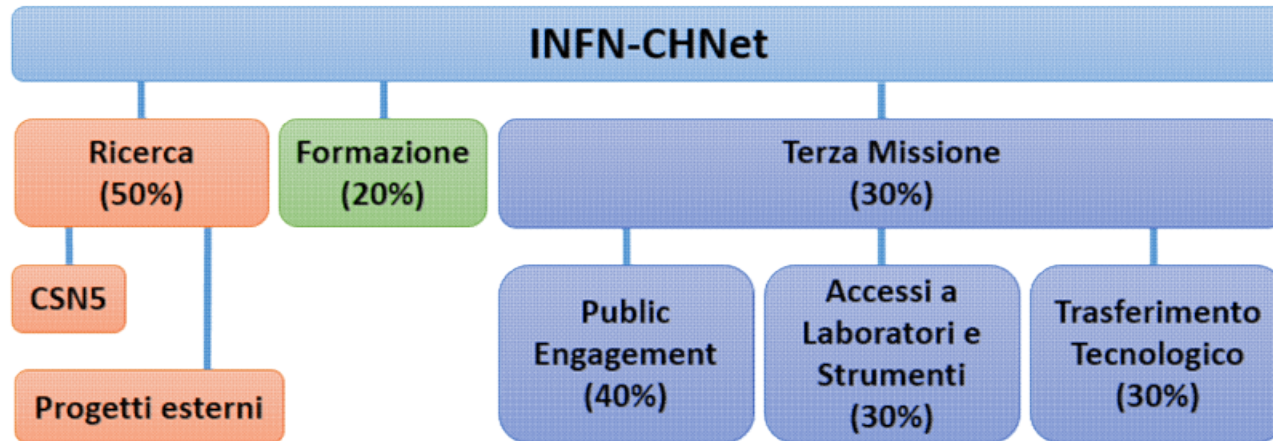 INFN-CHNet
Ricerca
(50%)
Formazione
(20%)
Terza Missione
(30%)
CSN5
Progetti esterni
Public
Engagement
(40%)
Accessi a
Laboratori e
Strumenti
(30%)
Trasferimento
Tecnologico
(30%)